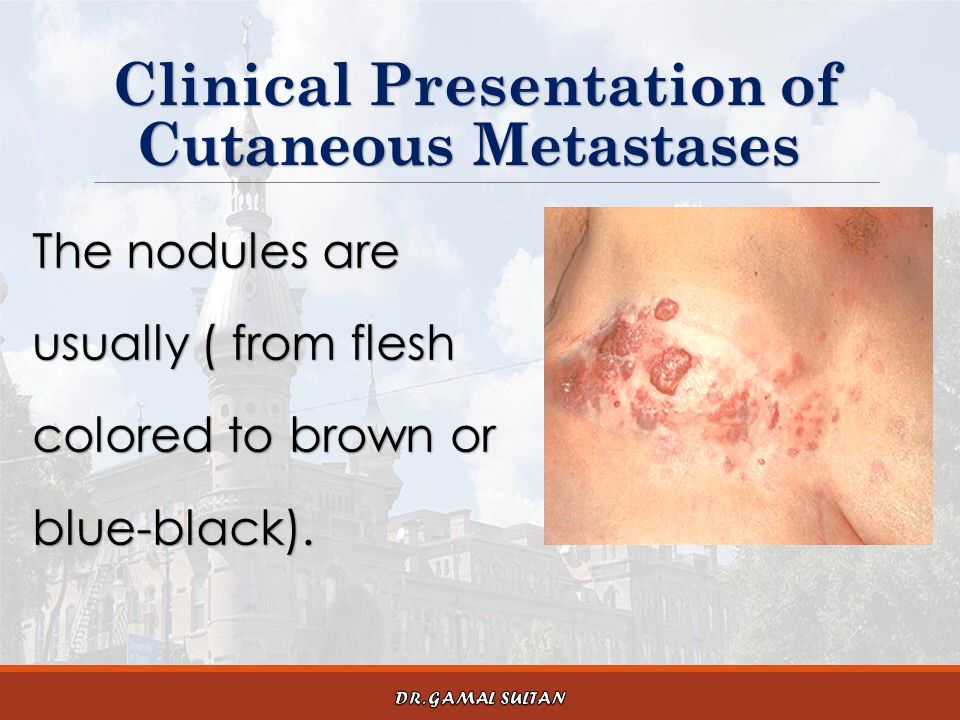 Clinical Presentation of
Cutaneous Metastases
The nodules are
usually ( from flesh
colored to brown or
blue-black).
DR.GAMAL SULTAN